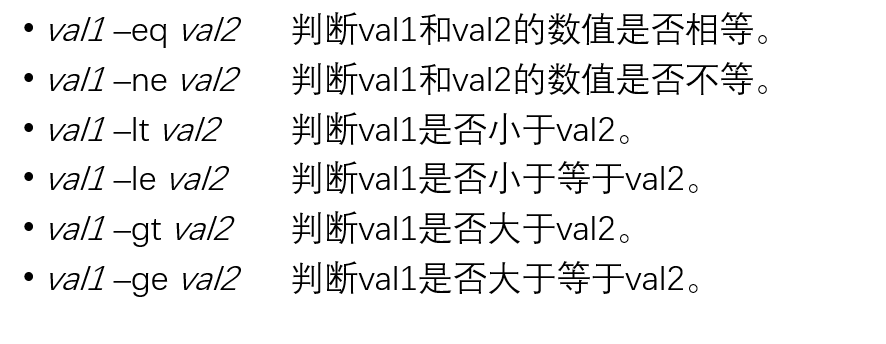 • val1 –eq val2 判断val1和val2的数值是否相等。
• val1 –ne val2 判断val1和val2的数值是否不等。
• val1 –lt val2 判断val1是否小于val2。
• val1 –le val2 判断val1是否小于等于val2。
• val1 –gt val2 判断val1是否大于val2。
• val1 –ge val2 判断val1是否大于等于val2。